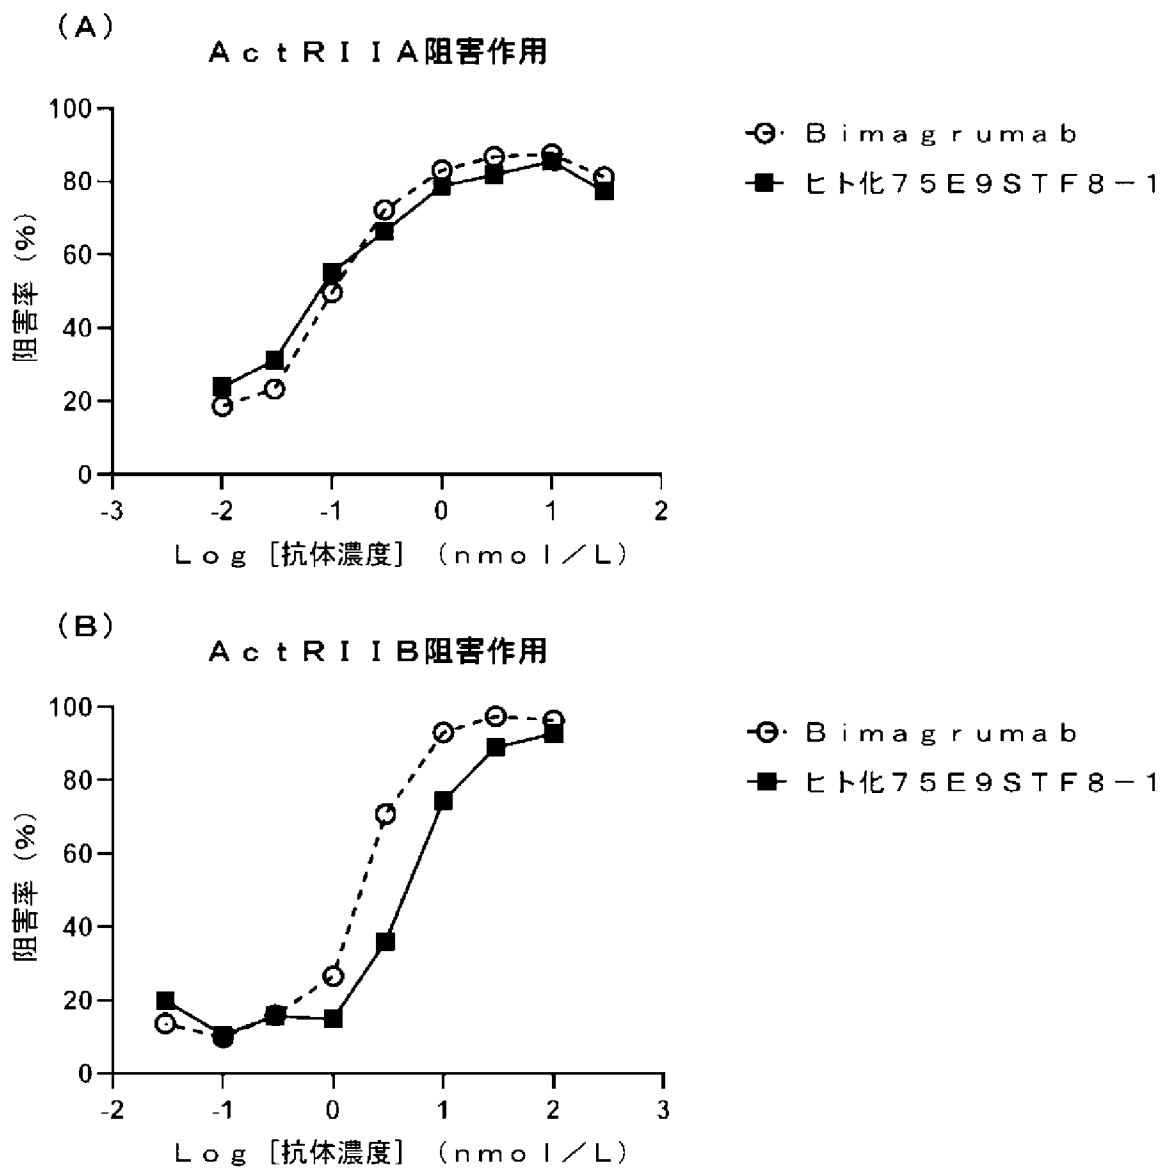 （A）
ActRIIA阻害作用
100
80
60
40
20
0
阻害率（%）
-3 -2 -1 0 1 2
Log［抗体濃度］（nmol／L）
Bimagrumab
ヒト化75E9STF8－1
（B）
ActRIIB阻害作用
100
80
60
40
20
0
阻害率（%）
-2 -1 0 1 2 3
Log［抗体濃度］（nmol／L）
Bimagrumab
ヒト化75E9STF8－1